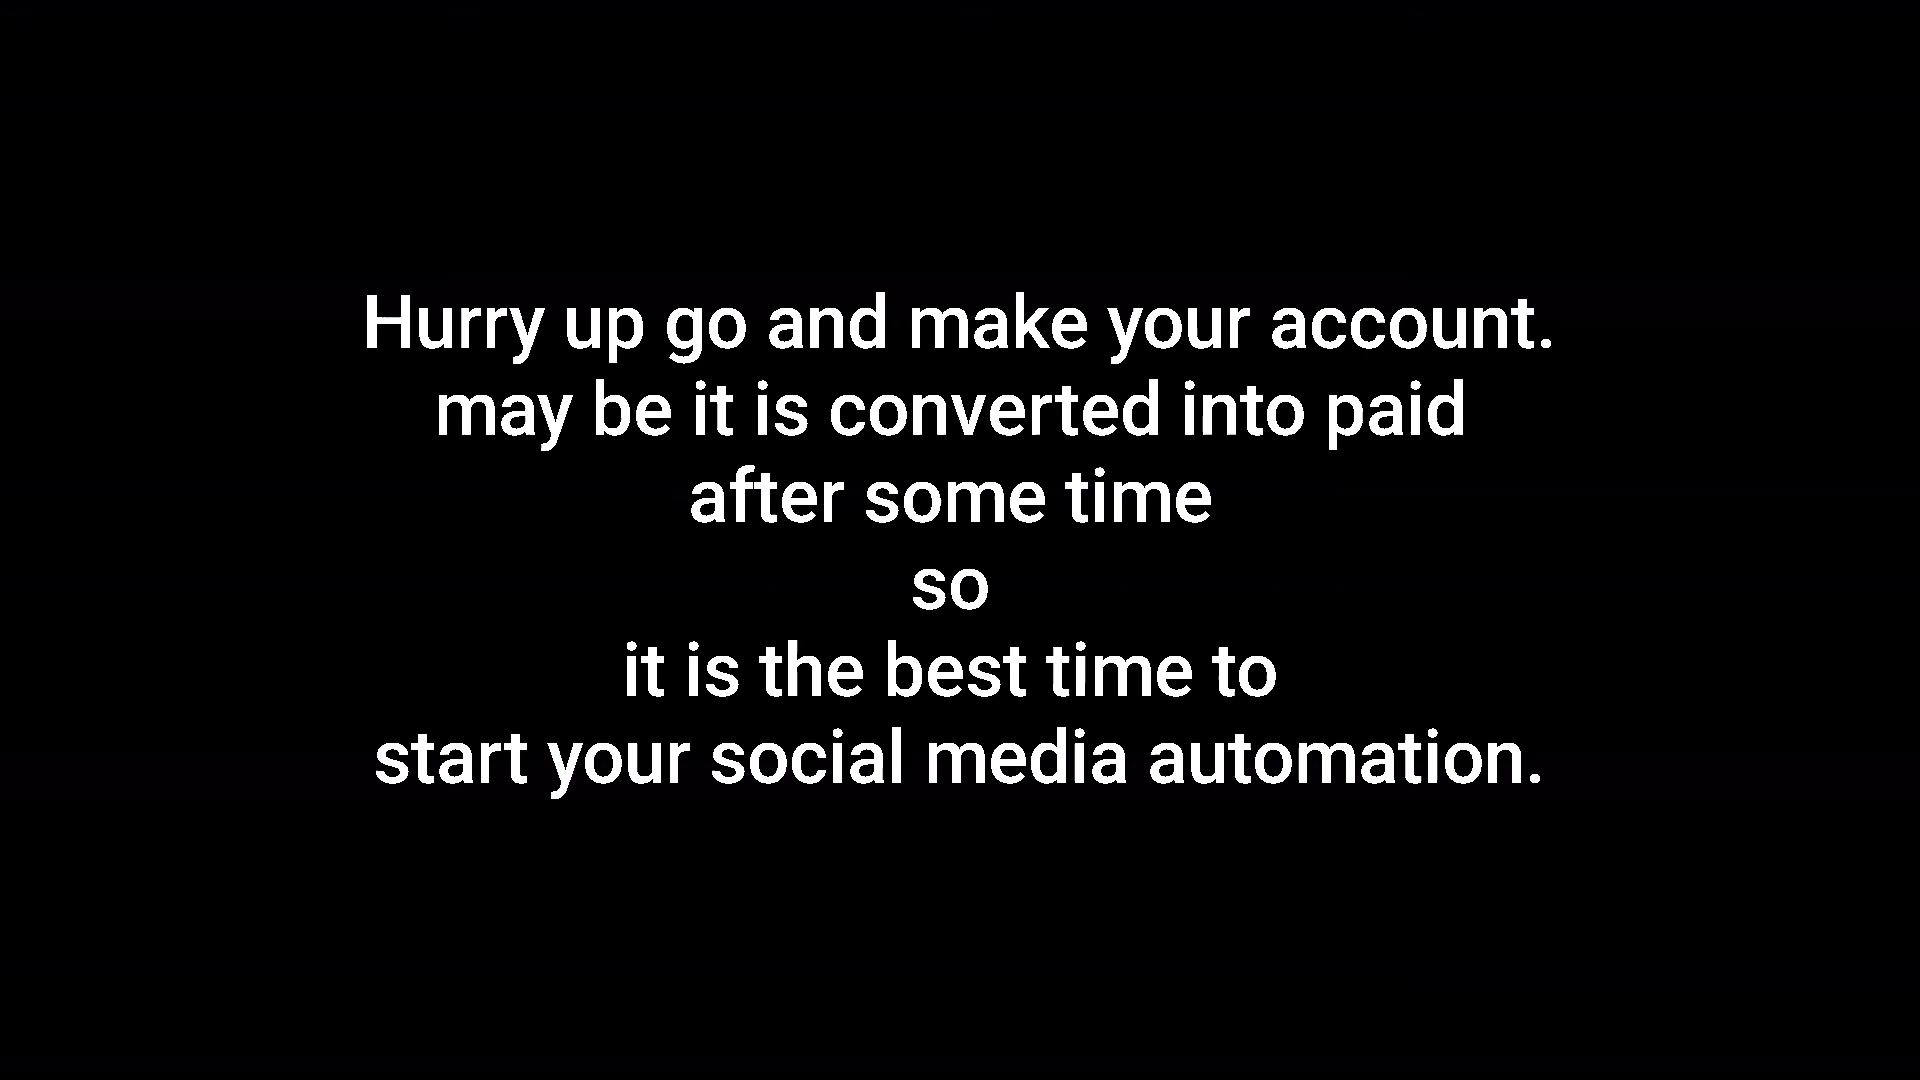 Hurry up go and make your account.
may be it is converted into paid
after some time
so
it is the best time to
start your social media automation.